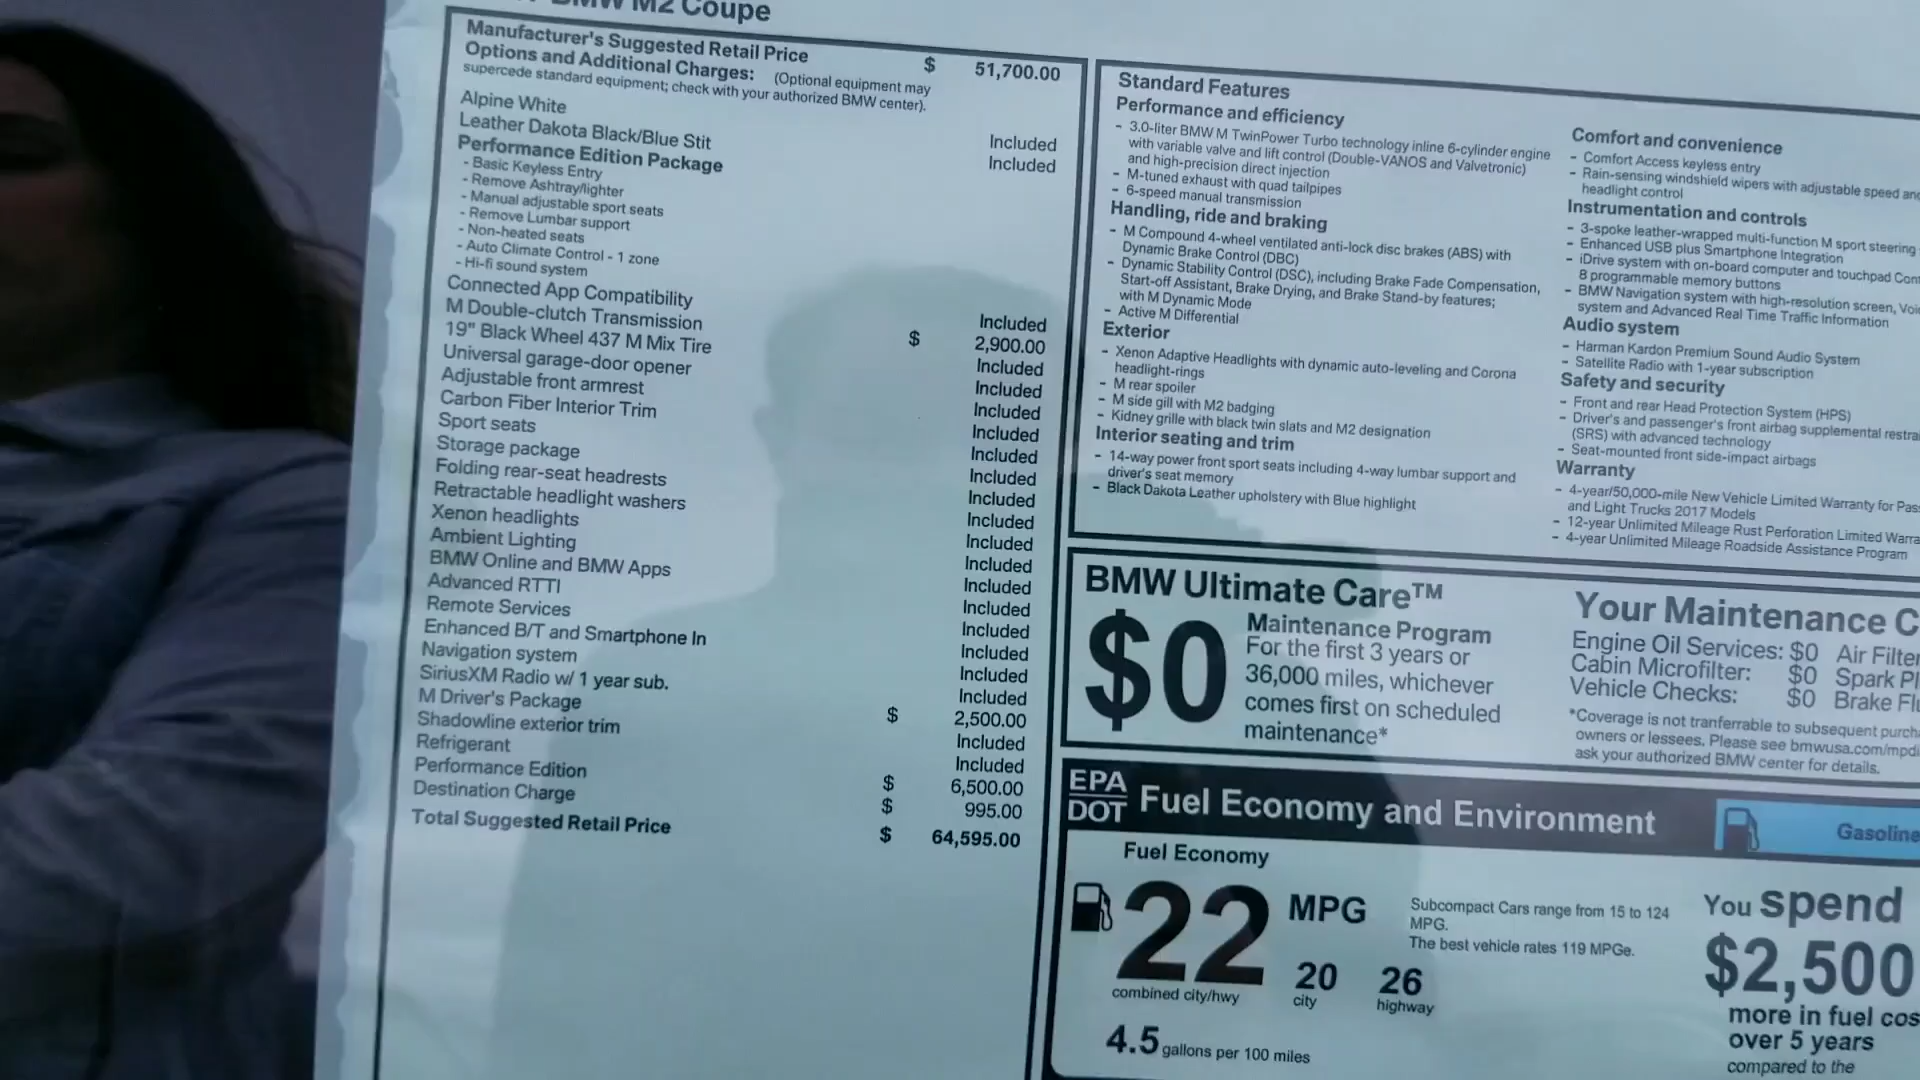 BMW M2 Coupe
Manufacturer's Suggested Retail Price $ 51,700.00
Options and Additional Charges: (Optional equipment may
supercede standard equipment; check with your authorized BMW center).
Alpine White Included
Leather Dakota Black/Blue Stit Included
Performance Edition Package
- Basic Keyless Entry
- Remove Ashtray/lighter
- Manual adjustable sport seats
- Remove Lumbar support
- Non-heated seats
- Auto Climate Control - 1 zone
- Hi-fi sound system
Connected App Compatibility Included
M Double-clutch Transmission $ 2,900.00
19" Black Wheel 437 M Mix Tire Included
Universal garage-door opener Included
Adjustable front armrest Included
Carbon Fiber Interior Trim Included
Sport seats Included
Storage package Included
Folding rear-seat headrests Included
Retractable headlight washers Included
Xenon headlights Included
Ambient Lighting Included
BMW Online and BMW Apps Included
Advanced RTTI Included
Remote Services Included
Enhanced B/T and Smartphone In Included
Navigation system Included
SiriusXM Radio w/ 1 year sub. Included
M Driver's Package $ 2,500.00
Shadowline exterior trim Included
Refrigerant Included
Performance Edition $ 6,500.00
Destination Charge $ 995.00
Total Suggested Retail Price $ 64,595.00
Standard Features
Performance and efficiency
- 3.0-liter BMW M TwinPower Turbo technology inline 6-cylinder engine
with variable valve and lift control (Double-VANOS and Valvetronic)
and high-precision direct injection
- M-tuned exhaust with quad tailpipes
- 6-speed manual transmission
Handling, ride and braking
- M Compound 4-wheel ventilated anti-lock disc brakes (ABS) with
Dynamic Brake Control (DBC)
- Dynamic Stability Control (DSC), including Brake Fade Compensation,
Start-off Assistant, Brake Drying, and Brake Stand-by features;
with M Dynamic Mode
- Active M Differential
Exterior
- Xenon Adaptive Headlights with dynamic auto-leveling and Corona
headlight-rings
- M rear spoiler
- M side gill with M2 badging
- Kidney grille with black twin slats and M2 designation
Interior seating and trim
- 14-way power front sport seats including 4-way lumbar support and
driver's seat memory
- Black Dakota Leather upholstery with Blue highlight
Comfort and convenience
- Comfort Access keyless entry
- Rain-sensing windshield wipers with adjustable speed and
headlight control
Instrumentation and controls
- 3-spoke leather-wrapped multi-function M sport steering
- Enhanced USB plus Smartphone Integration
- iDrive system with on-board computer and touchpad
8 programmable memory buttons
- BMW Navigation system with high-resolution screen,
system and Advanced Real Time Traffic Information
Audio system
- Harman Kardon Premium Sound Audio System
- Satellite Radio with 1-year subscription
Safety and security
- Front and rear Head Protection System (HPS)
- Driver's and passenger's front airbag supplemental
(SRS) with advanced technology
- Seat-mounted front side-impact airbags
Warranty
- 4-year/50,000-mile New Vehicle Limited Warranty for
and Light Trucks 2017 Models
- 12-year Unlimited Mileage Rust Perforation Limited
- 4-year Unlimited Mileage Roadside Assistance Program
BMW Ultimate Care™
$0
Maintenance Program
For the first 3 years or
36,000 miles, whichever
comes first on scheduled
maintenance*
Your Maintenance
Engine Oil Services: $0 Air Filter
Cabin Microfilter: $0 Spark
Vehicle Checks: $0 Brake
*Coverage is not tranferrable to subsequent
owners or lessees. Please see bmwusa.com/
ask your authorized BMW center for details.
EPA
DOT Fuel Economy and Environment
Gasoline
Fuel Economy
22 MPG
combined city/hwy
20
city
26
highway
4.5 gallons per 100 miles
Subcompact Cars range from 15 to 124
MPG.
The best vehicle rates 119 MPGe.
You spend
$2,500
more in fuel
over 5 years
compared to the